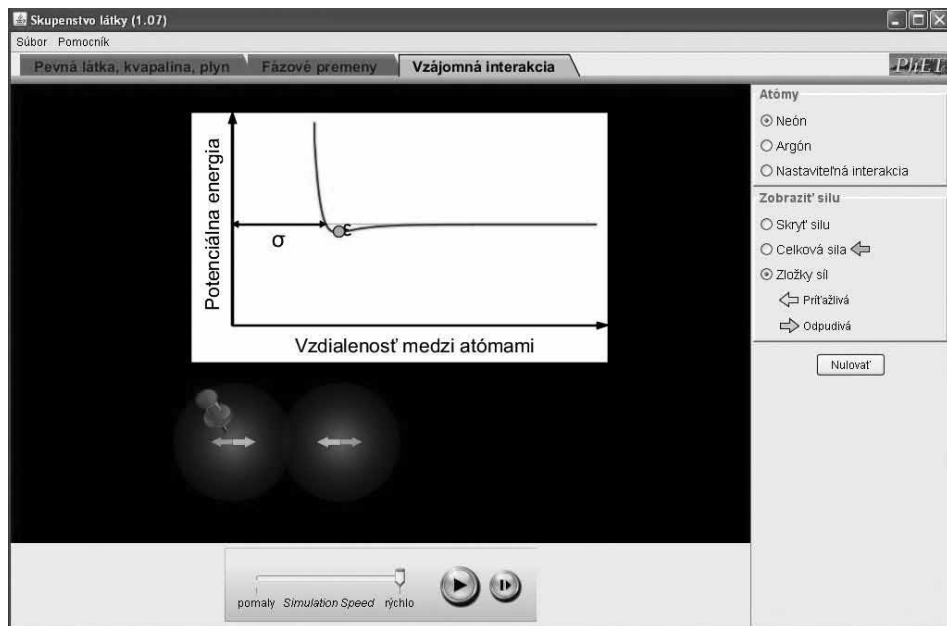 Skupenstvo látky (1.07)
Súbor Pomocník
Pevná látka, kvapalina, plyn Fázové premeny Vzájomná interakcia
PhET
Potenciálna energia
σ
ε
Vzdialenosť medzi atómami
Atómy
Neón
Argón
Nastaviteľná interakcia
Zobraziť silu
Skryť silu
Celková sila
Zložky síl
Príťažlivá
Odpudivá
Nulovať
pomaly Simulation Speed rýchlo